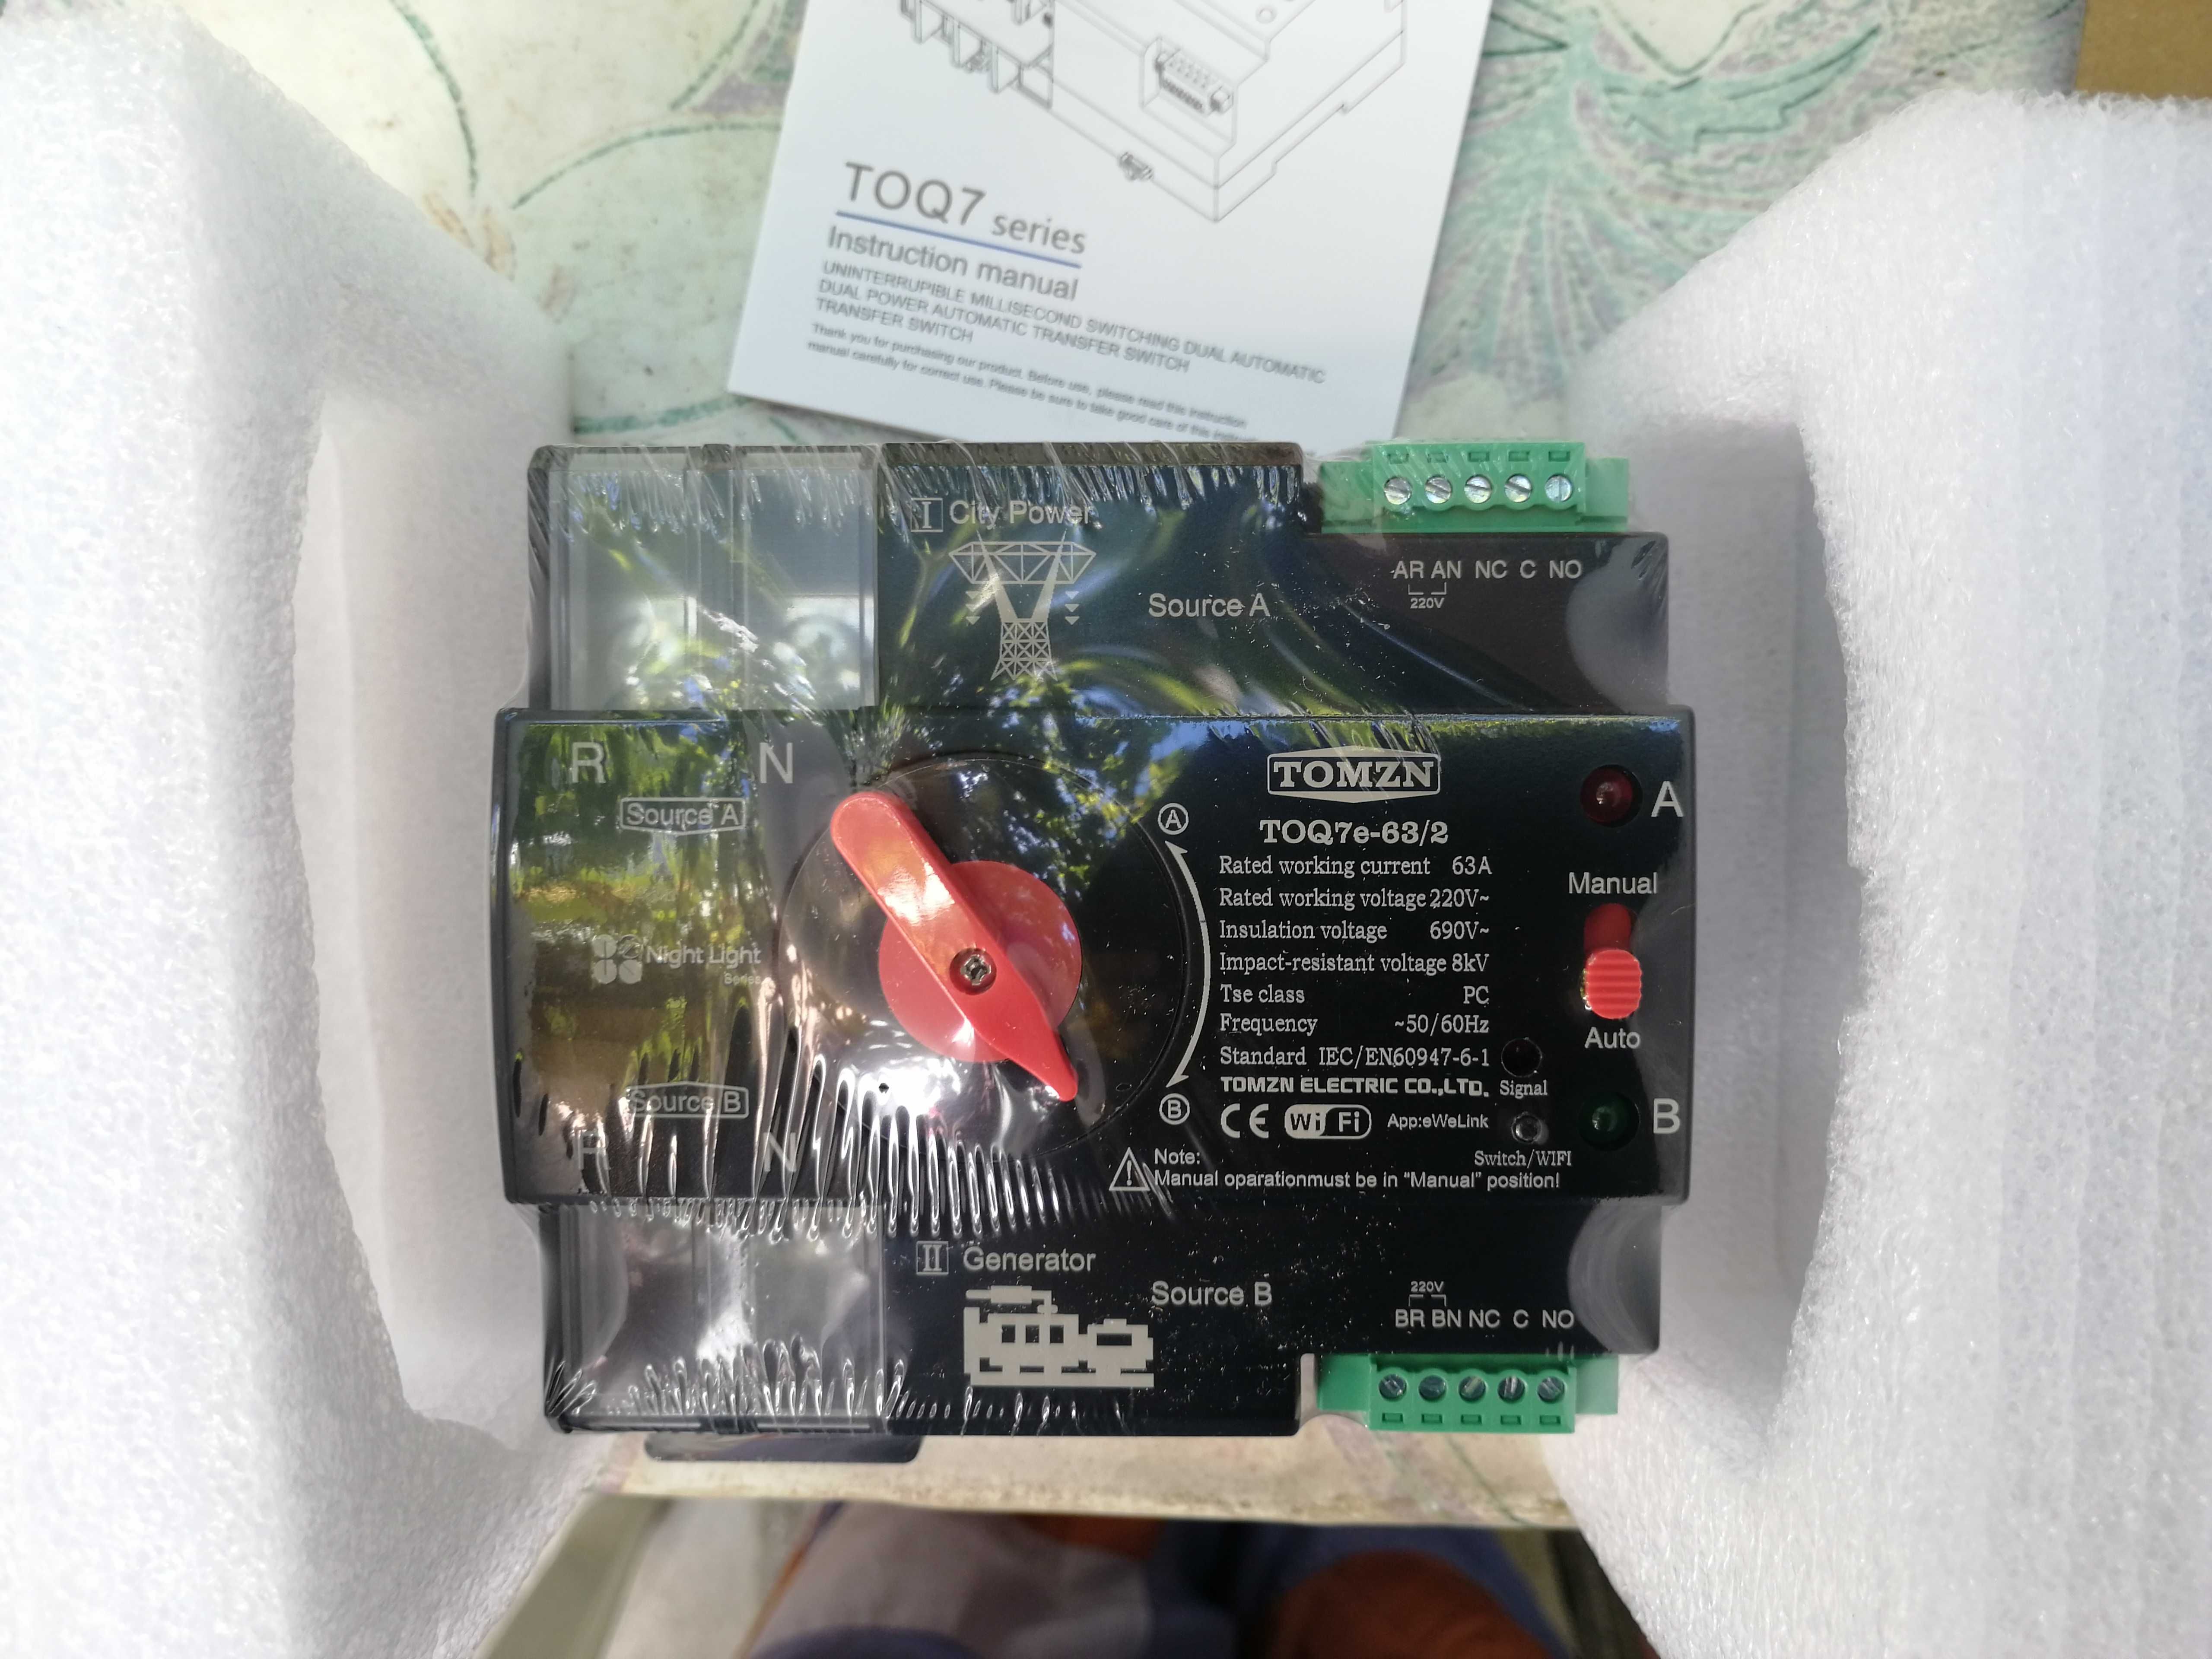 TOQ7 series
Instruction manual
UNINTERRUPIBLE MILLISECOND SWITCHING DUAL AUTOMATIC
DUAL POWER AUTOMATIC TRANSFER SWITCH
TRANSFER SWITCH
Thank you for purchasing our product. Before use, please read this instruction
manual carefully for correct use. Please be sure to take good care of this
I City Power
Source A
AR AN NC C NO
220V
R N
Source A
Night Light
Series
Source B
R N
A
B
TOMZN
TOQ7e-63/2
Rated working current 63A
Rated working voltage 220V~
Insulation voltage 690V~
Impact-resistant voltage 8kV
Tse class PC
Frequency ~50/60Hz
Standard IEC/EN60947-6-1
TOMZN ELECTRIC CO.,LTD.
CE WiFi App:eWeLink
Note:
Manual oparationmust be in "Manual" position!
A
Manual
Auto
Signal
B
Switch/WIFI
II Generator
Source B
220V
BR BN NC C NO